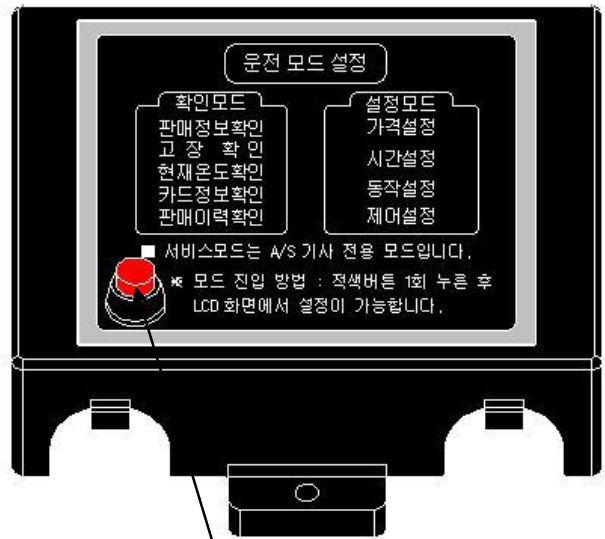 운전 모드 설정
확인모드
판매정보확인
고 장 확 인
현재온도확인
카드정보확인
판매이력확인
설정모드
가격설정
시간설정
동작설정
제어설정
■ 서비스모드는 A/S 기사 전용 모드입니다.
※ 모드 진입 방법 : 적색버튼 1회 누른 후
LCD 화면에서 설정이 가능합니다.